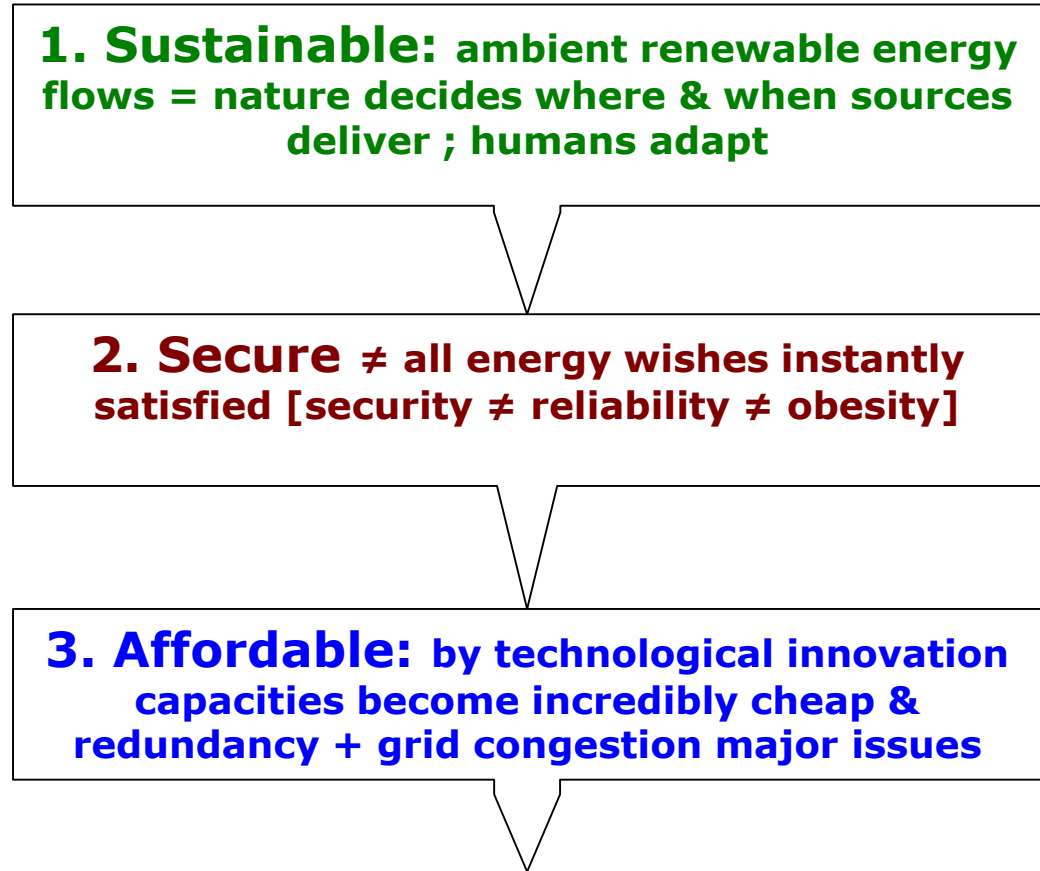 1. Sustainable: ambient renewable energy
flows = nature decides where & when sources
deliver ; humans adapt
2. Secure ≠ all energy wishes instantly
satisfied [security ≠ reliability ≠ obesity]
3. Affordable: by technological innovation
capacities become incredibly cheap &
redundancy + grid congestion major issues